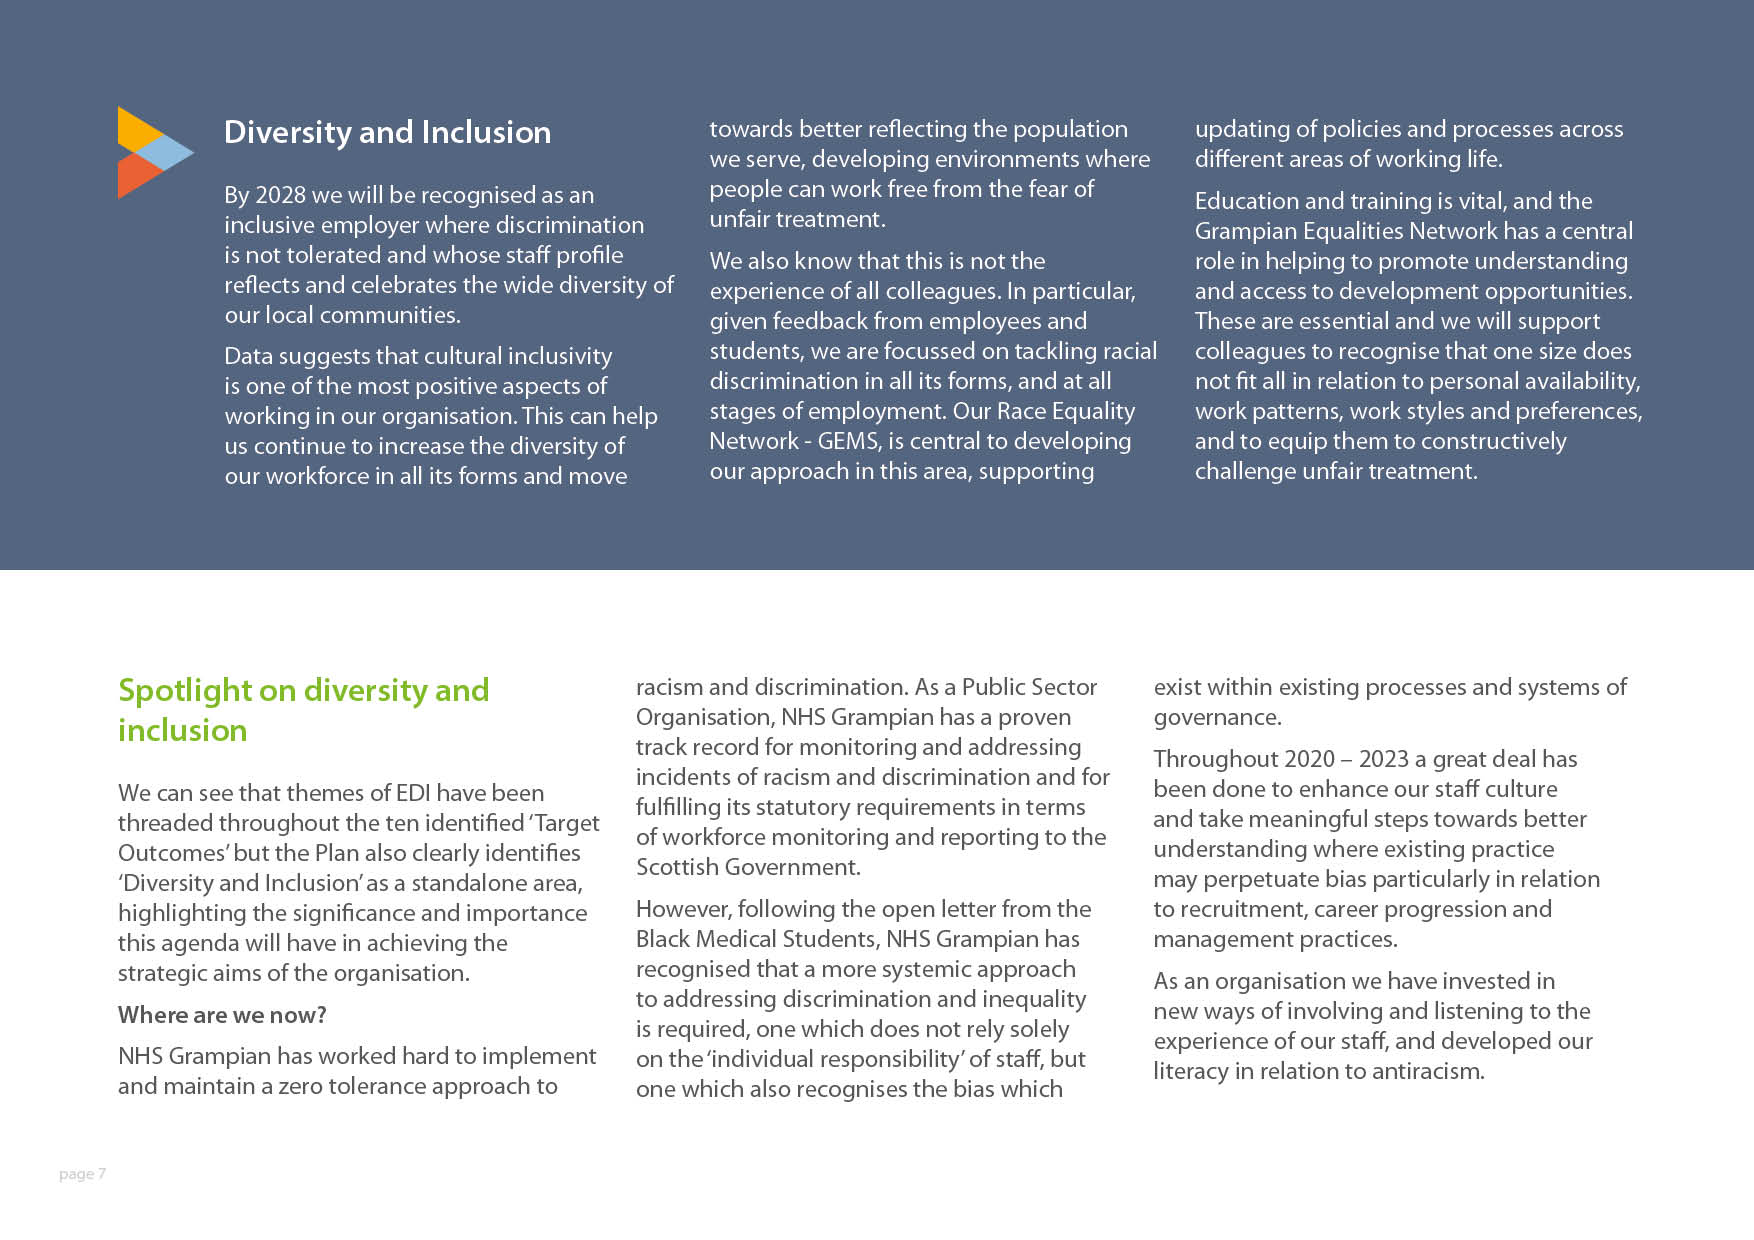 Diversity and Inclusion
By 2028 we will be recognised as an
inclusive employer where discrimination
is not tolerated and whose staff profile
reflects and celebrates the wide diversity of
our local communities.
Data suggests that cultural inclusivity
is one of the most positive aspects of
working in our organisation. This can help
us continue to increase the diversity of
our workforce in all its forms and move
towards better reflecting the population
we serve, developing environments where
people can work free from the fear of
unfair treatment.
We also know that this is not the
experience of all colleagues. In particular,
given feedback from employees and
students, we are focussed on tackling racial
discrimination in all its forms, and at all
stages of employment. Our Race Equality
Network - GEMS, is central to developing
our approach in this area, supporting
updating of policies and processes across
different areas of working life.
Education and training is vital, and the
Grampian Equalities Network has a central
role in helping to promote understanding
and access to development opportunities.
These are essential and we will support
colleagues to recognise that one size does
not fit all in relation to personal availability,
work patterns, work styles and preferences,
and to equip them to constructively
challenge unfair treatment.
Spotlight on diversity and
inclusion
We can see that themes of EDI have been
threaded throughout the ten identified ‘Target
Outcomes’ but the Plan also clearly identifies
‘Diversity and Inclusion’ as a standalone area,
highlighting the significance and importance
this agenda will have in achieving the
strategic aims of the organisation.
Where are we now?
NHS Grampian has worked hard to implement
and maintain a zero tolerance approach to
racism and discrimination. As a Public Sector
Organisation, NHS Grampian has a proven
track record for monitoring and addressing
incidents of racism and discrimination and for
fulfilling its statutory requirements in terms
of workforce monitoring and reporting to the
Scottish Government.
However, following the open letter from the
Black Medical Students, NHS Grampian has
recognised that a more systemic approach
to addressing discrimination and inequality
is required, one which does not rely solely
on the ‘individual responsibility’ of staff, but
one which also recognises the bias which
exist within existing processes and systems of
governance.
Throughout 2020 – 2023 a great deal has
been done to enhance our staff culture
and take meaningful steps towards better
understanding where existing practice
may perpetuate bias particularly in relation
to recruitment, career progression and
management practices.
As an organisation we have invested in
new ways of involving and listening to the
experience of our staff, and developed our
literacy in relation to antiracism.
page 7